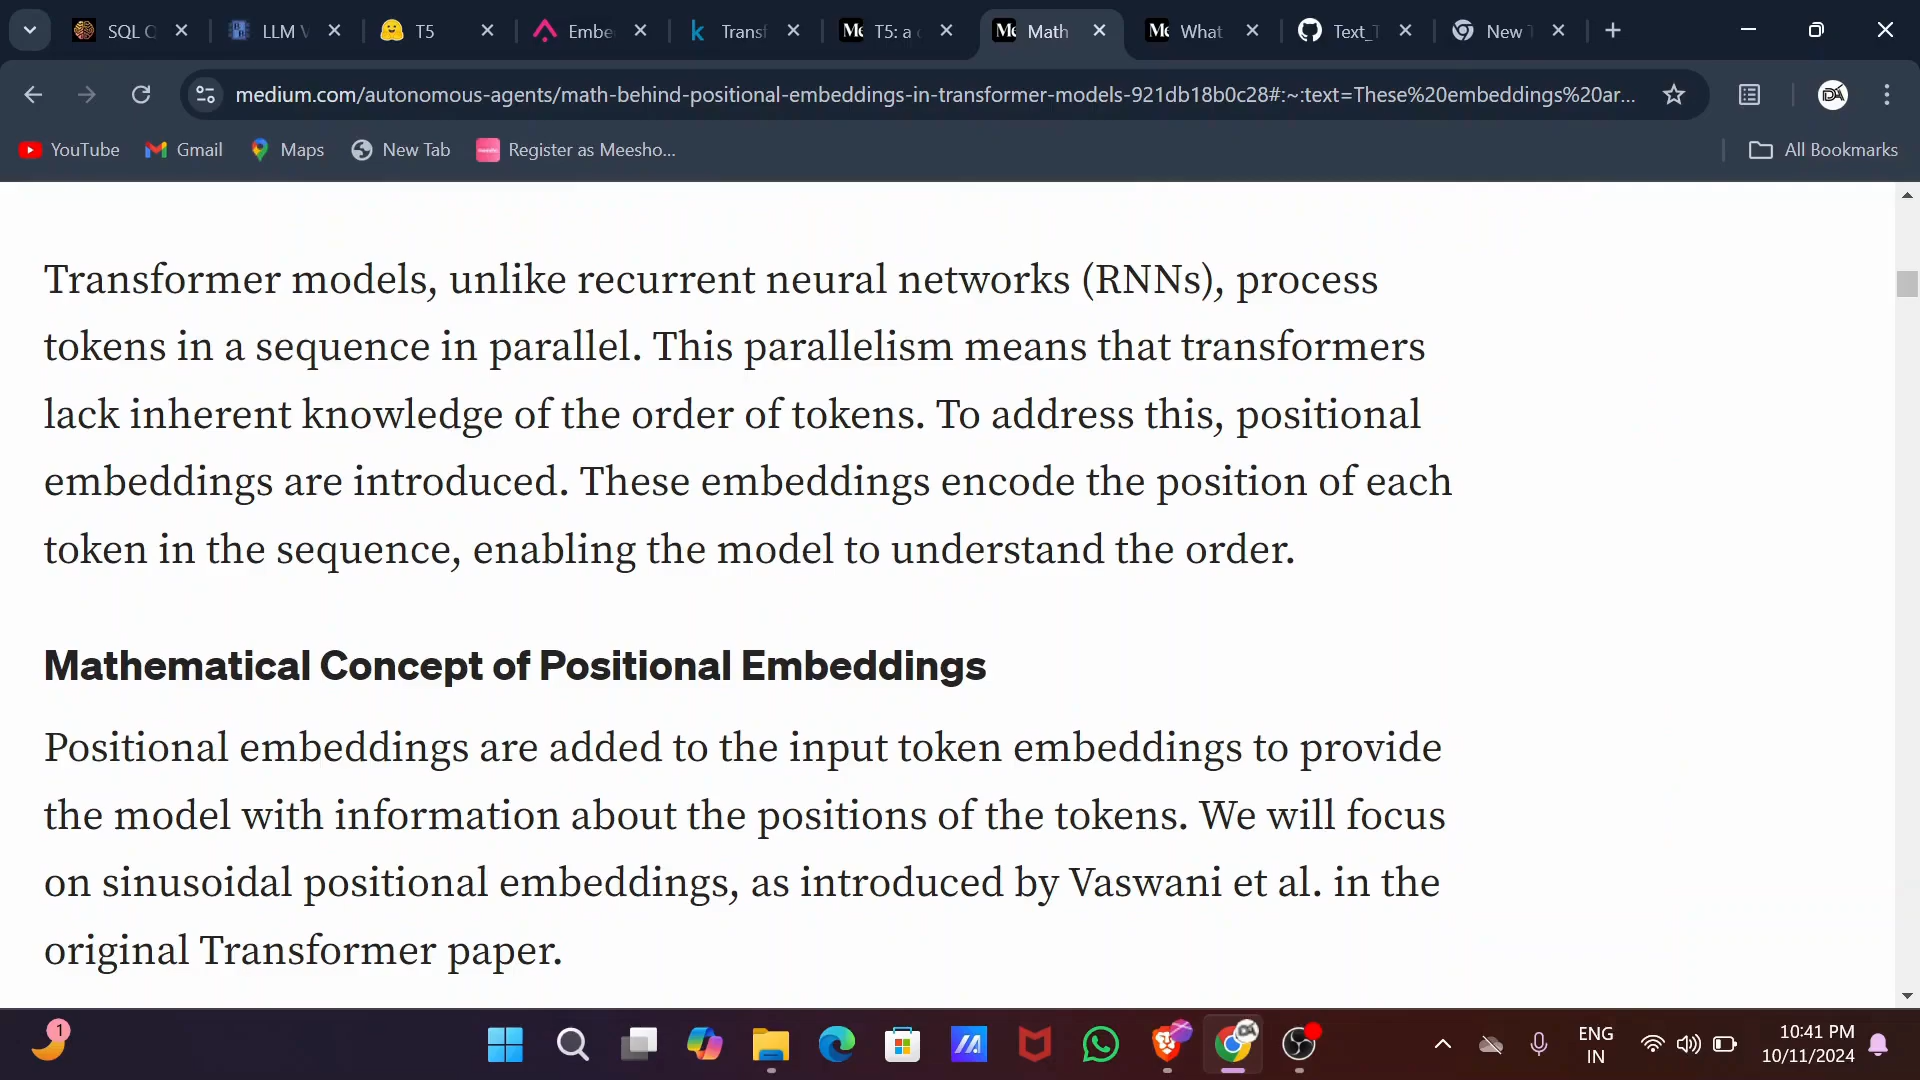 SQL Q
LLM V
T5
Embe
Transf
T5: a c
Math
What
Text_T
New T
medium.com/autonomous-agents/math-behind-positional-embeddings-in-transformer-models-921db18b0c28#:~:text=These%20embeddings%20ar...
YouTube
Gmail
Maps
New Tab
Register as Meesho...
All Bookmarks
Transformer models, unlike recurrent neural networks (RNNs), process
tokens in a sequence in parallel. This parallelism means that transformers
lack inherent knowledge of the order of tokens. To address this, positional
embeddings are introduced. These embeddings encode the position of each
token in the sequence, enabling the model to understand the order.
Mathematical Concept of Positional Embeddings
Positional embeddings are added to the input token embeddings to provide
the model with information about the positions of the tokens. We will focus
on sinusoidal positional embeddings, as introduced by Vaswani et al. in the
original Transformer paper.
1
ENG
IN
10:41 PM
10/11/2024